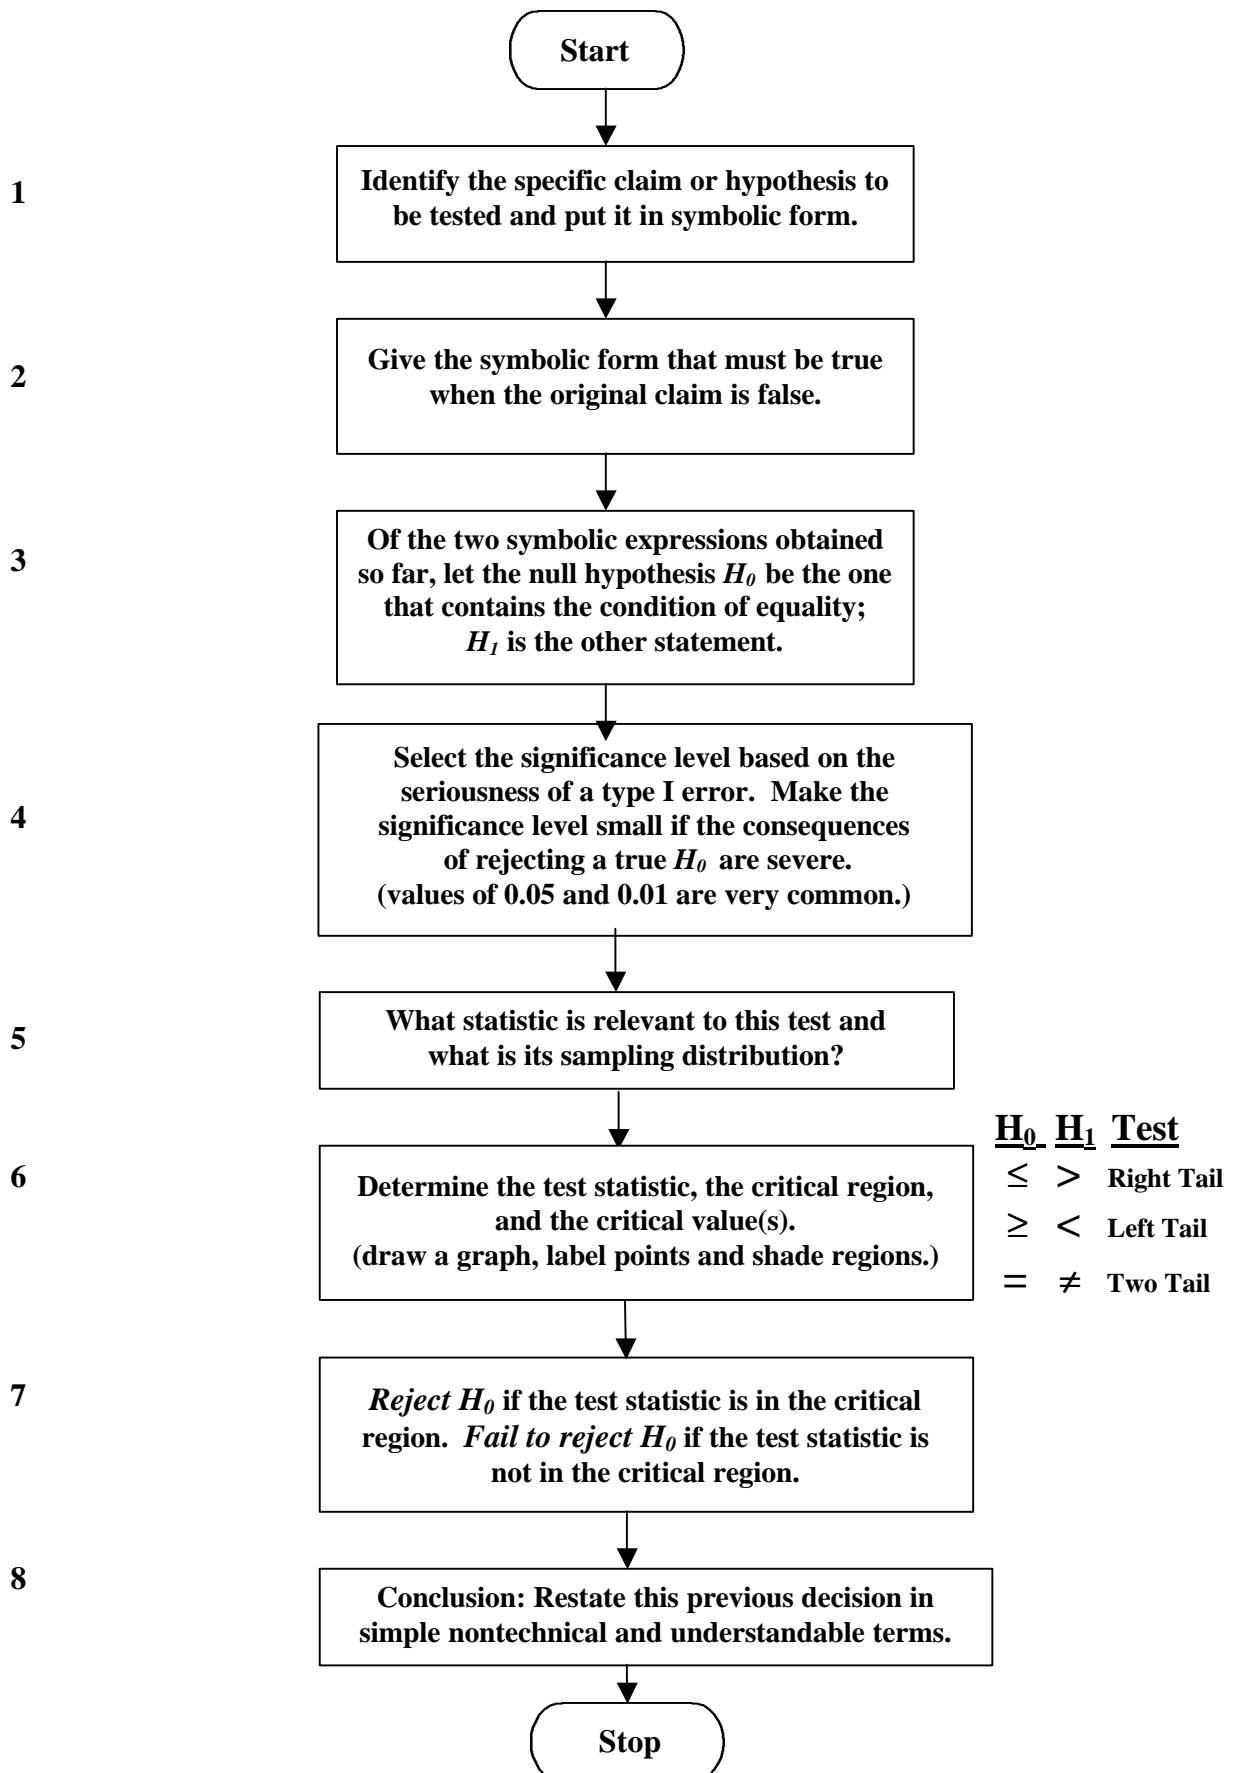 Start
1
Identify the specific claim or hypothesis to
be tested and put it in symbolic form.
2
Give the symbolic form that must be true
when the original claim is false.
3
Of the two symbolic expressions obtained
so far, let the null hypothesis H₀ be the one
that contains the condition of equality;
H₁ is the other statement.
4
Select the significance level based on the
seriousness of a type I error.  Make the
significance level small if the consequences
of rejecting a true H₀ are severe.
(values of 0.05 and 0.01 are very common.)
5
What statistic is relevant to this test and
what is its sampling distribution?
6
Determine the test statistic, the critical region,
and the critical value(s).
(draw a graph, label points and shade regions.)
H₀ H₁ Test
≤ > Right Tail
≥ < Left Tail
= ≠ Two Tail
7
Reject H₀ if the test statistic is in the critical
region.  Fail to reject H₀ if the test statistic is
not in the critical region.
8
Conclusion: Restate this previous decision in
simple nontechnical and understandable terms.
Stop